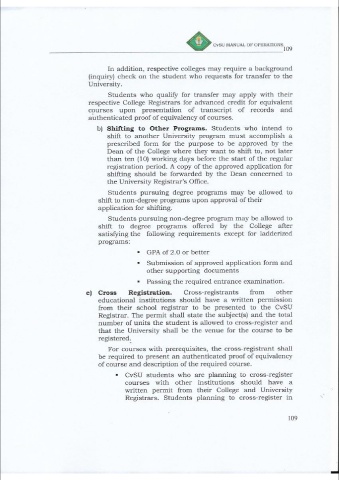 CvSU MANUAL OF OPERATIONS
109
In addition, respective colleges may require a background
(inquiry) check on the student who requests for transfer to the
University.
Students who qualify for transfer may apply with their
respective College Registrars for advanced credit for equivalent
courses upon presentation of transcript of records and
authenticated proof of equivalency of courses.
b) Shifting to Other Programs. Students who intend to
shift to another University program must accomplish a
prescribed form for the purpose to be approved by the
Dean of the College where they want to shift to, not later
than ten (10) working days before the start of the regular
registration period. A copy of the approved application for
shifting should be forwarded by the Dean concerned to
the University Registrar's Office.
Students pursuing degree programs may be allowed to
shift to non-degree programs upon approval of their
application for shifting.
Students pursuing non-degree program may be allowed to
shift to degree programs offered by the College after
satisfying the following requirements except for ladderized
programs:
• GPA of 2.0 or better
• Submission of approved application form and
other supporting documents
• Passing the required entrance examination.
c) Cross Registration. Cross-registrants from other
educational institutions should have a written permission
from their school registrar to be presented to the CvSU
Registrar. The permit shall state the subject(s) and the total
number of units the student is allowed to cross-register and
that the University shall be the venue for the course to be
registered.
For courses with prerequisites, the cross-registrant shall
be required to present an authenticated proof of equivalency
of course and description of the required course.
• CvSU students who are planning to cross-register
courses with other institutions should have a
written permit from their College and University
Registrars. Students planning to cross-register in
109